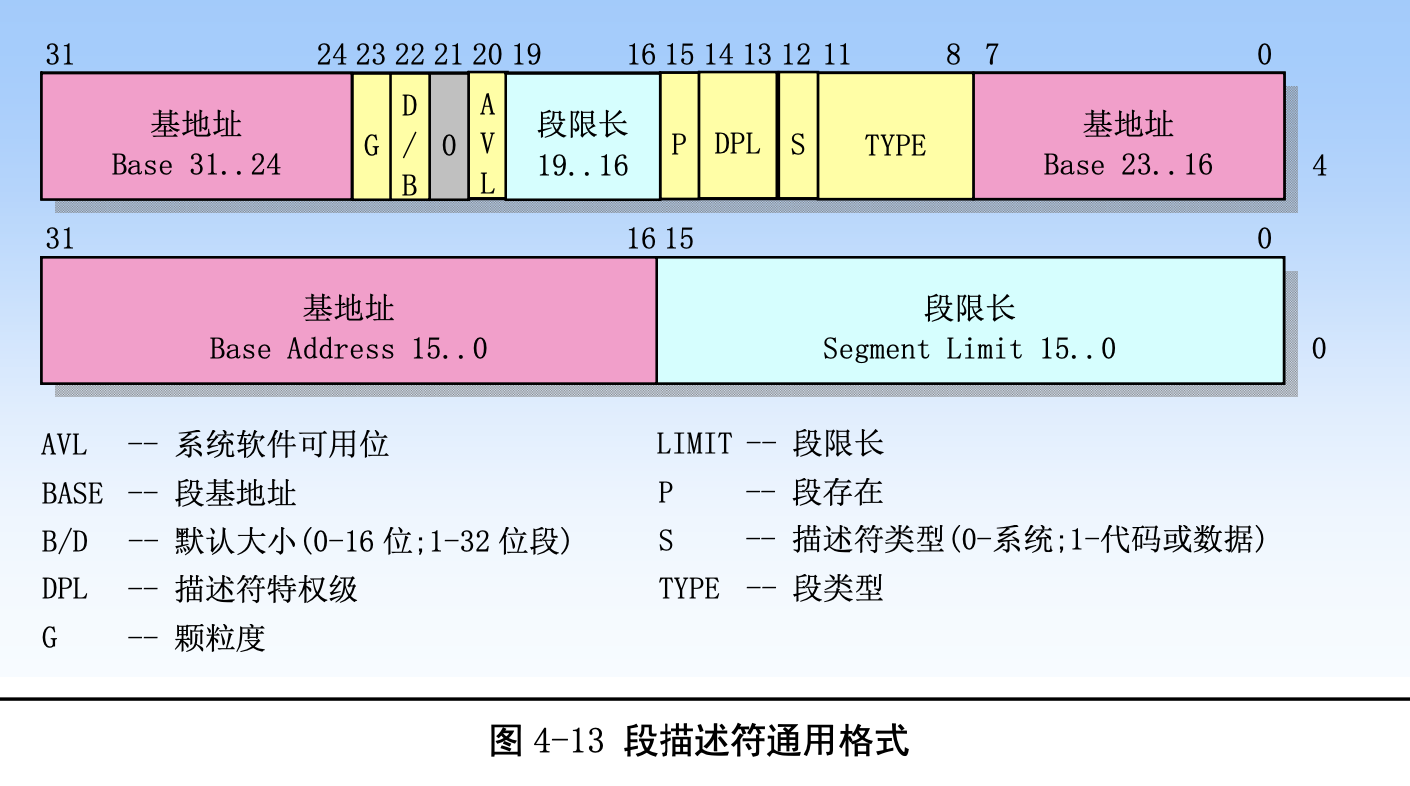 31 24 23 22 21 20 19 16 15 14 13 12 11 8 7 0
基地址 Base 31..24 G D/B 0 AVL 段限长 19..16 P DPL S TYPE 基地址 Base 23..16 4
31 16 15 0
基地址 段限长
Base Address 15..0 Segment Limit 15..0 0
AVL -- 系统软件可用位 LIMIT -- 段限长
BASE -- 段基地址 P -- 段存在
B/D -- 默认大小(0-16 位;1-32 位段) S -- 描述符类型(0-系统;1-代码或数据)
DPL -- 描述符特权级 TYPE -- 段类型
G -- 颗粒度
图 4-13 段描述符通用格式